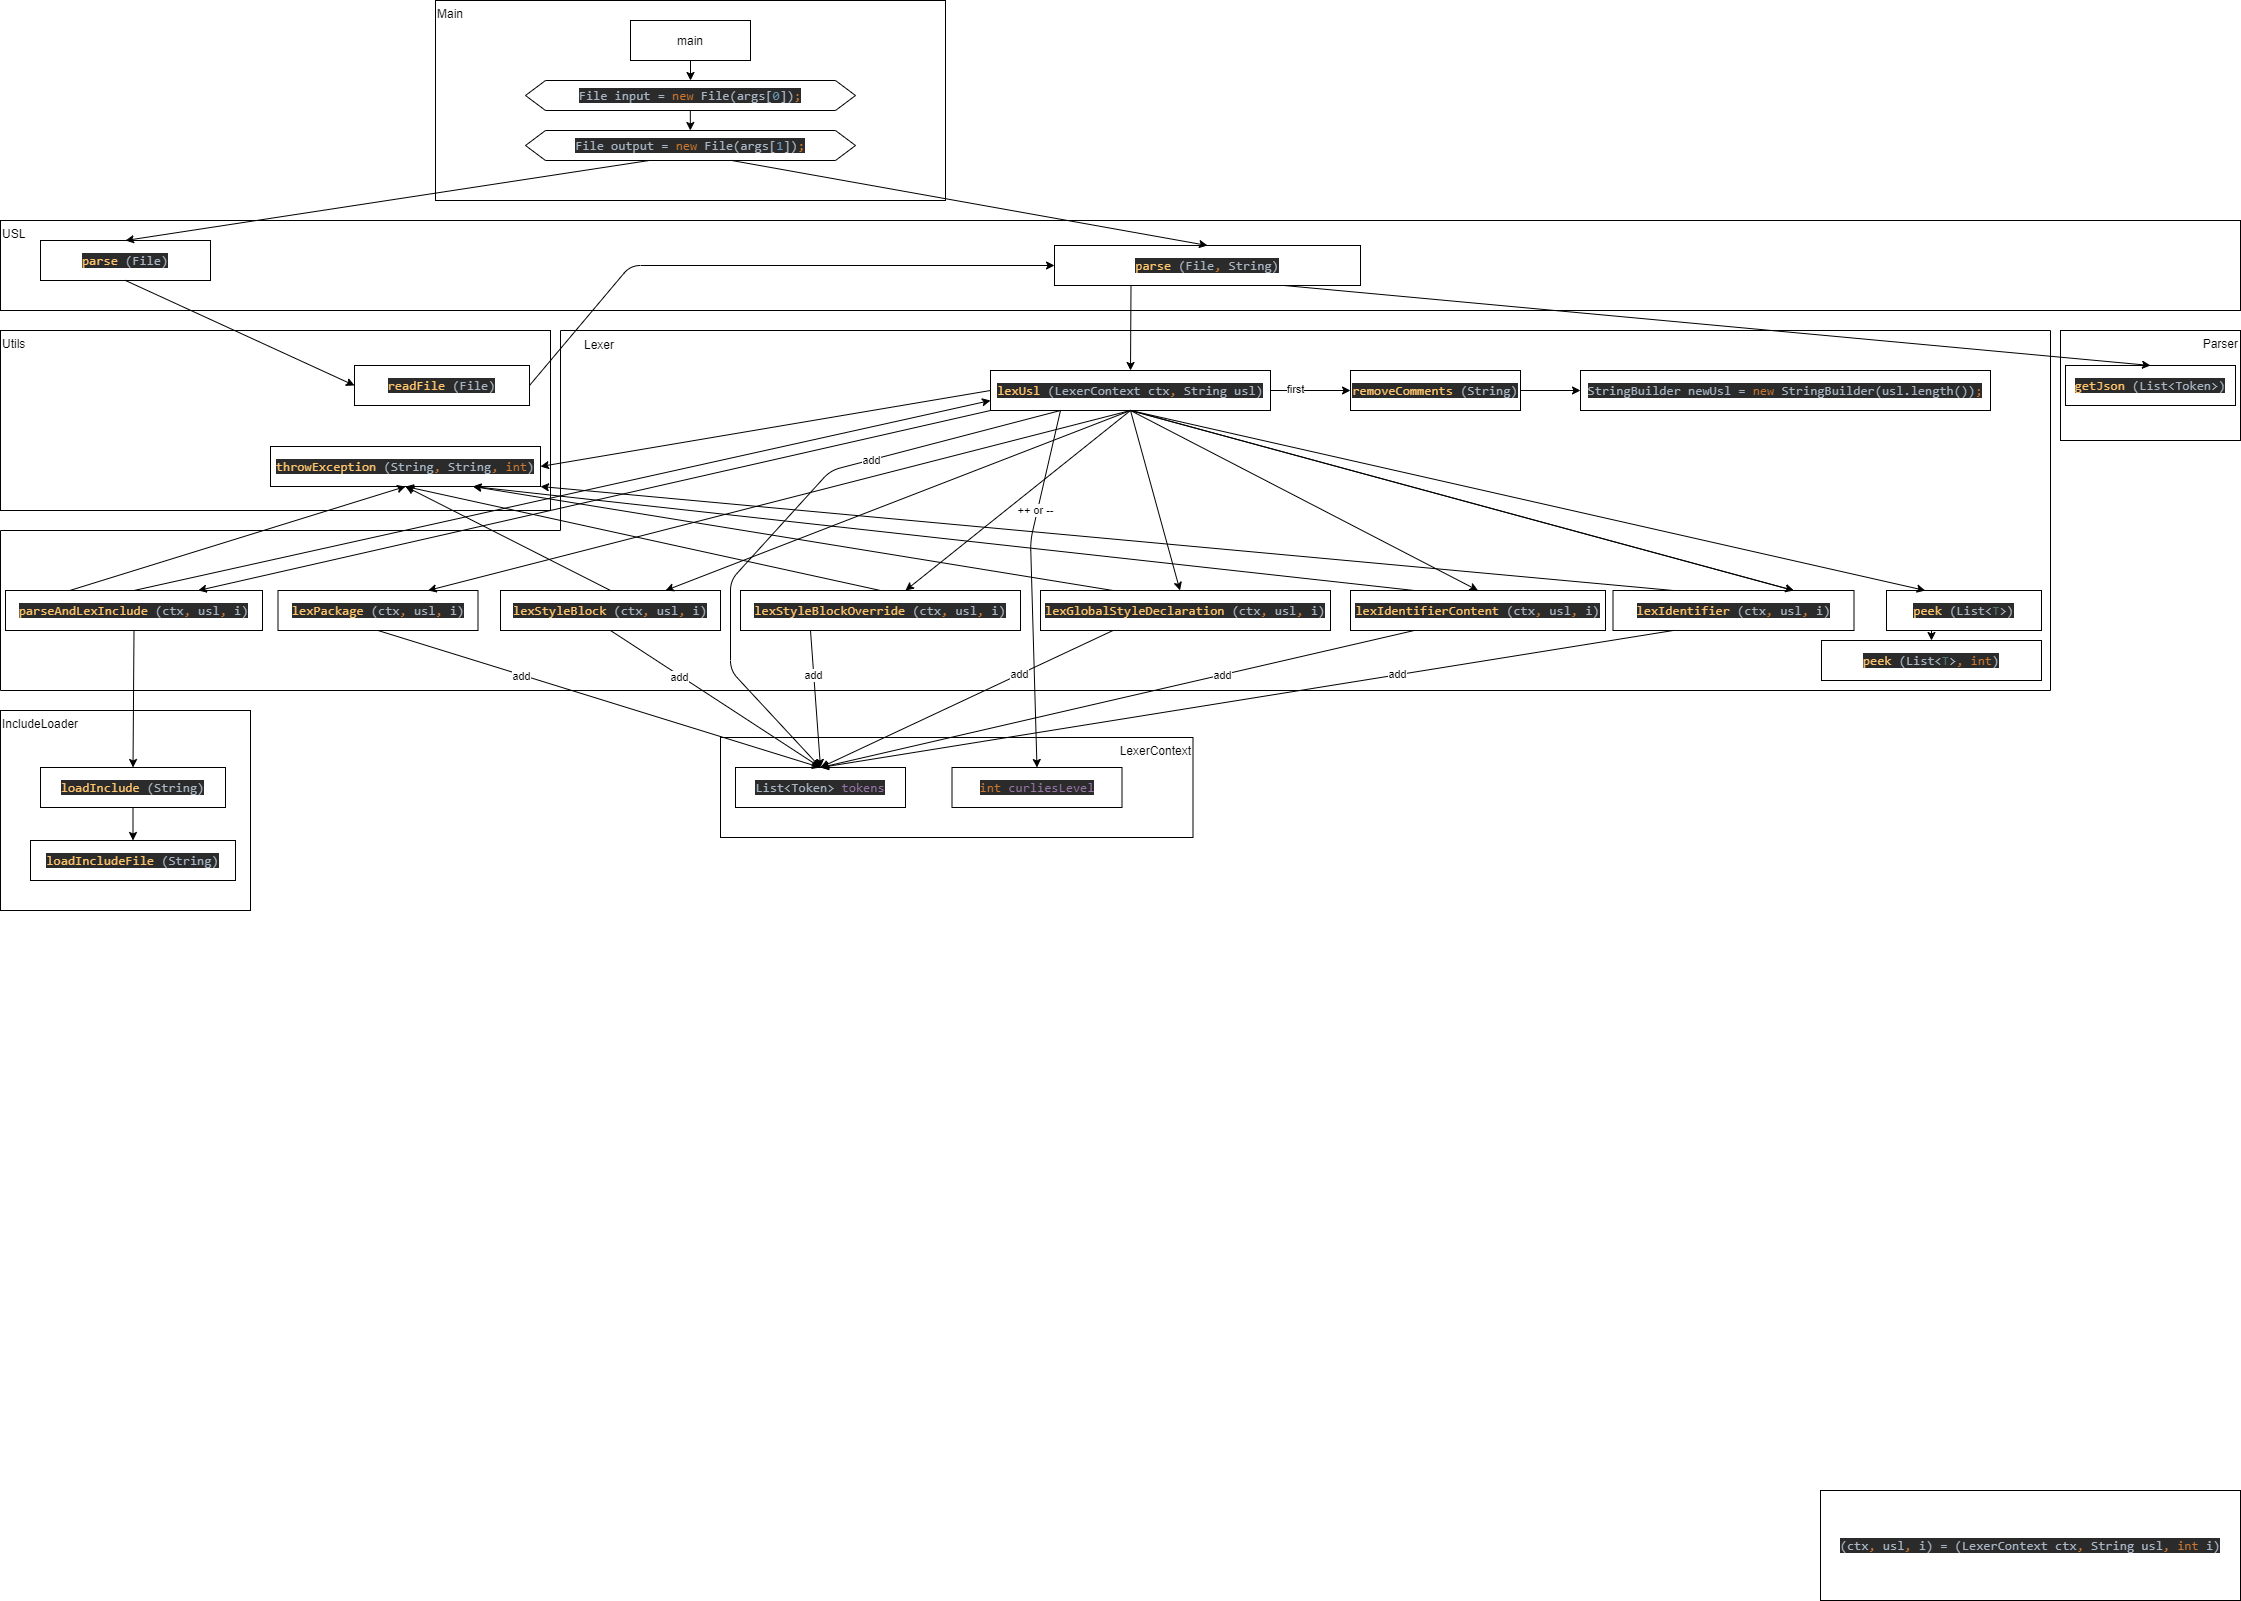 Main
main
File input = new File(args[0]);
File output = new File(args[1]);
USL
parse (File)
parse (File, String)
Utils
Lexer
Parser
readFile (File)
lexUsl (LexerContext ctx, String usl)
first
removeComments (String)
StringBuilder newUsl = new StringBuilder(usl.length());
getJson (List<Token>)
throwException (String, String, int)
add
++ or --
parseAndLexInclude (ctx, usl, i)
lexPackage (ctx, usl, i)
lexStyleBlock (ctx, usl, i)
lexStyleBlockOverride (ctx, usl, i)
lexGlobalStyleDeclaration (ctx, usl, i)
lexIdentifierContent (ctx, usl, i)
lexIdentifier (ctx, usl, i)
peek (List<T>)
peek (List<T>, int)
add
add
add
add
add
add
IncludeLoader
LexerContext
loadInclude (String)
List<Token> tokens
int curliesLevel
loadIncludeFile (String)
(ctx, usl, i) = (LexerContext ctx, String usl, int i)